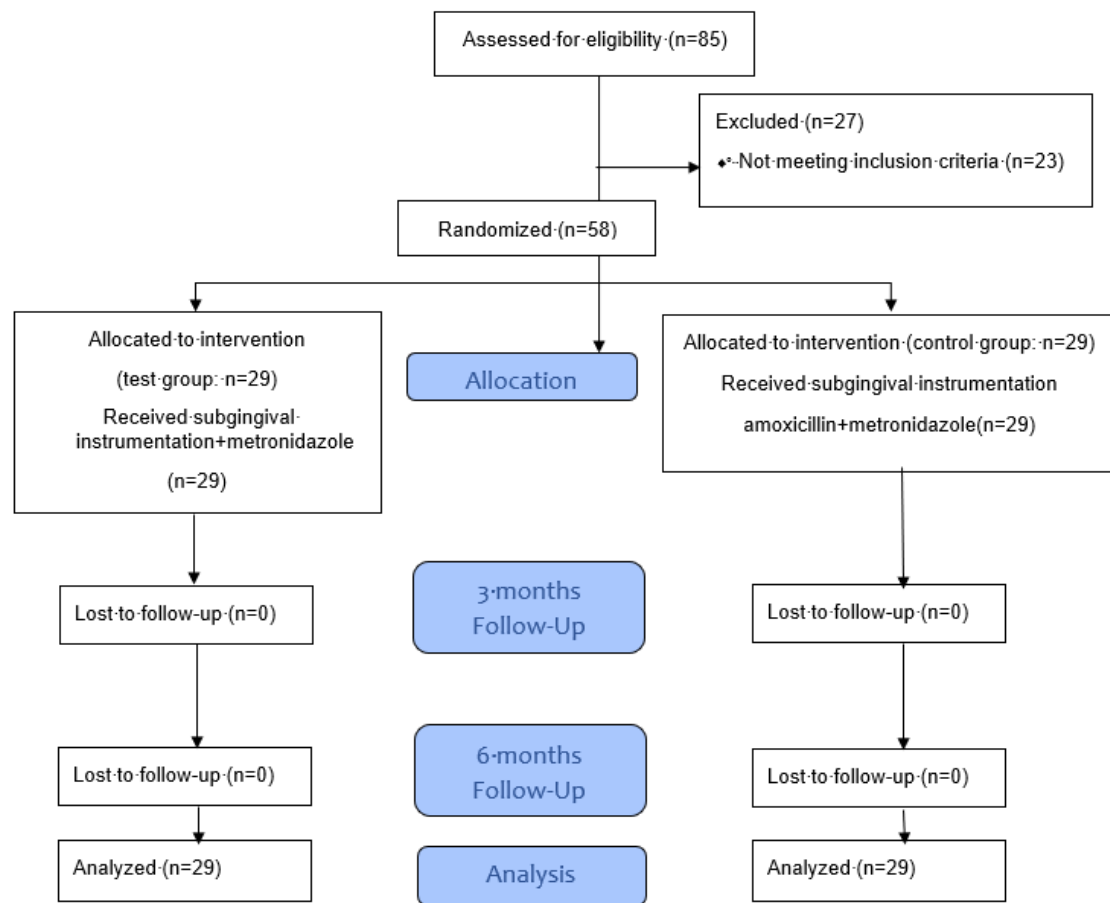 Assessed·for·eligibility·(n=85)
Excluded·(n=27)
◆°··Not·meeting·inclusion·criteria·(n=23)
Randomized·(n=58)
Allocated·to·intervention
(test·group:·n=29)
Received·subgingival·
instrumentation+metronidazole
(n=29)
Allocation
Allocated·to·intervention·(control·group:·n=29)
Received·subgingival·instrumentation
amoxicillin+metronidazole(n=29)
Lost·to·follow-up·(n=0)
3·months
Follow-Up
Lost·to·follow-up·(n=0)
Lost·to·follow-up·(n=0)
6·months
Follow-Up
Lost·to·follow-up·(n=0)
Analyzed·(n=29)
Analysis
Analyzed·(n=29)